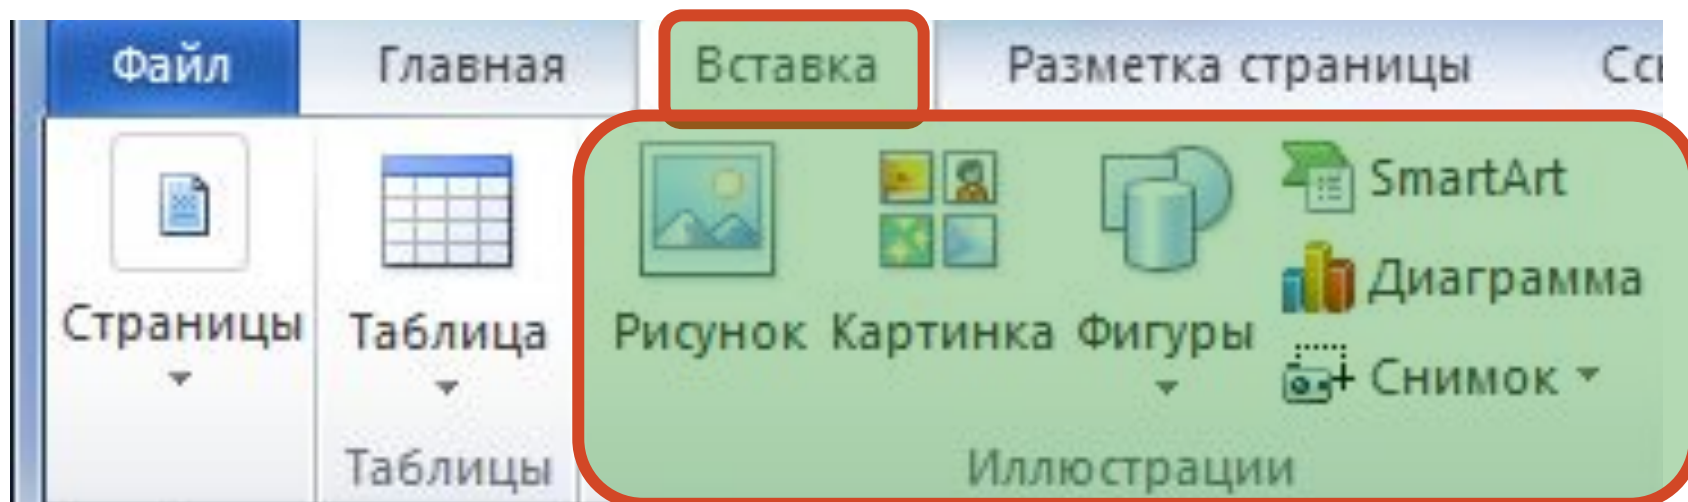 Файл Главная Вставка Разметка страницы
SmartArt
Диаграмма
Страницы Таблица Рисунок Картинка Фигуры
Снимок
Таблицы Иллюстрации